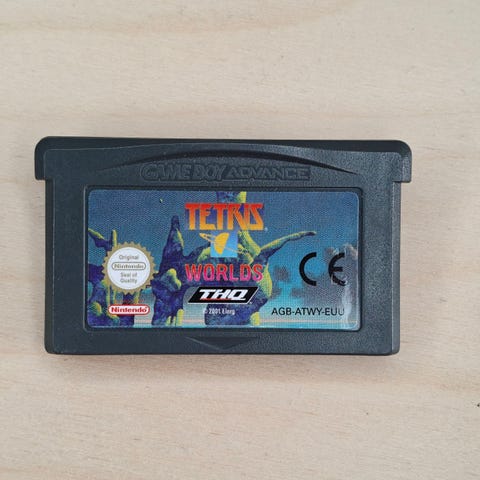 GAME BOY ADVANCE
TETRIS
WORLDS
Original
Nintendo
Seal of
Quality
THQ
CE
Nintendo
© 2001 Elorg
AGB-ATWY-EUU